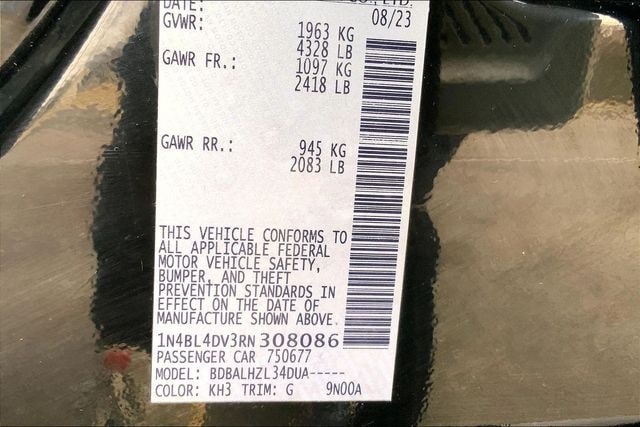 DATE: CO., LTD.
08/23
GVWR: 1963 KG
4328 LB
GAWR FR.: 1097 KG
2418 LB
GAWR RR.: 945 KG
2083 LB
THIS VEHICLE CONFORMS TO
ALL APPLICABLE FEDERAL
MOTOR VEHICLE SAFETY,
BUMPER, AND THEFT
PREVENTION STANDARDS IN
EFFECT ON THE DATE OF
MANUFACTURE SHOWN ABOVE.
1N4BL4DV3RN308086
PASSENGER CAR 750677
MODEL: BDBALHZL34DUA-----
COLOR: KH3 TRIM: G 9N00A